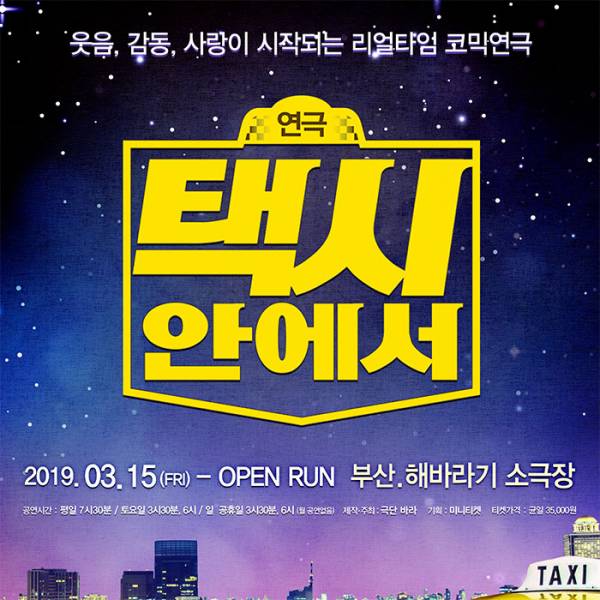 웃음, 감동, 사랑이 시작되는 리얼타임 코믹연극
연극
택시
안에서
2019. 03.15(FRI) – OPEN RUN 부산.해바라기 소극장
공연시간 : 평일 7시30분 / 토요일 3시30분, 6시 / 일 공휴일 3시30분, 6시 (월 공연없음) 제작·주최 : 극단 바라 기획 : 미니티켓 티켓가격 : 균일 35,000원
TAXI